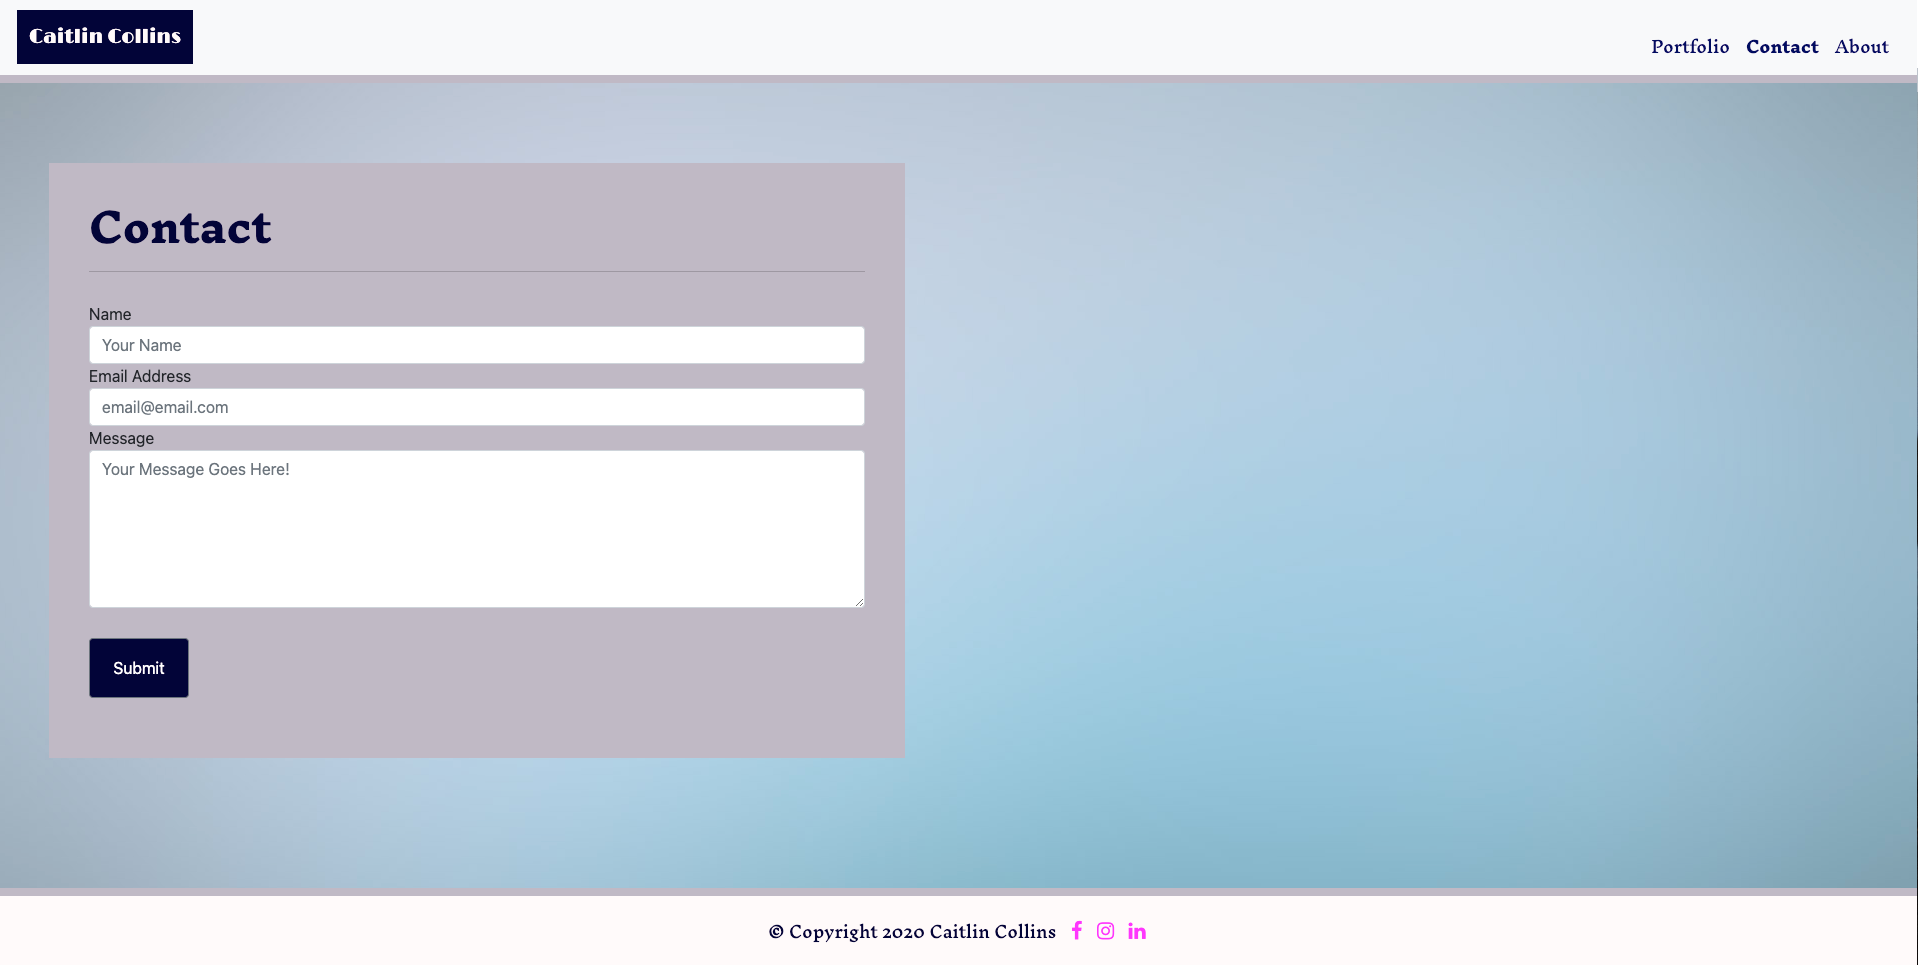 Caitlin Collins
Portfolio Contact About
Contact
Name
Your Name
Email Address
email@email.com
Message
Your Message Goes Here!
Submit
© Copyright 2020 Caitlin Collins